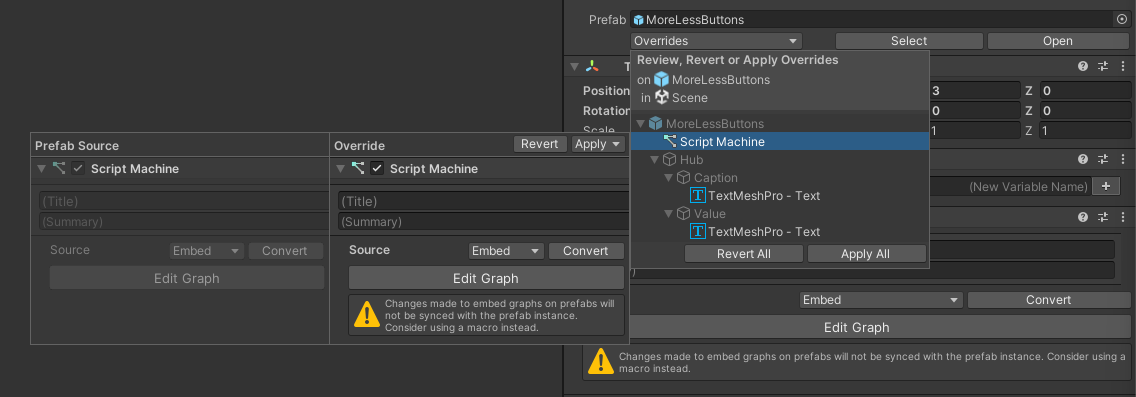 Prefab MoreLessButtons
Overrides Select Open
Review, Revert or Apply Overrides
on MoreLessButtons
in Scene
MoreLessButtons
Script Machine
Hub
Caption
TextMeshPro - Text
Value
TextMeshPro - Text
Revert All Apply All
T
Position 3 Z 0
Rotation 0 Z 0
Scale 1 Z 1
(New Variable Name) +
Embed Convert
Edit Graph
Changes made to embed graphs on prefabs will not be synced with the prefab instance. Consider using a
macro instead.
Prefab Source
Script Machine
(Title)
(Summary)
Source Embed Convert
Edit Graph
Override Revert Apply
Script Machine
(Title)
(Summary)
Source Embed Convert
Edit Graph
Changes made to embed graphs on prefabs will
not be synced with the prefab instance.
Consider using a macro instead.